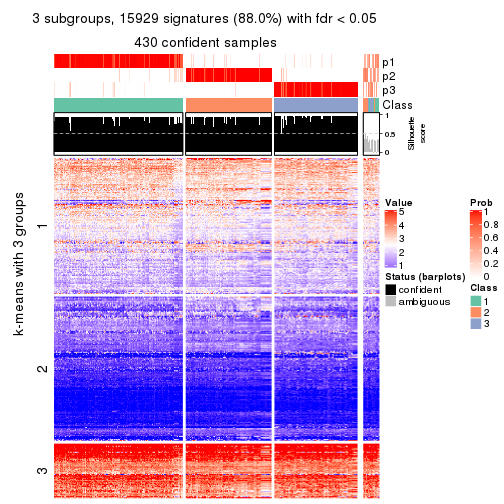 3 subgroups, 15929 signatures (88.0%) with fdr < 0.05
430 confident samples
p1
p2
p3
Class
1
0.5
0
Silhouette
score
k-means with 3 groups
1
2
3
Value
5
4
3
2
1
Status (barplots)
confident
ambiguous
Prob
1
0.8
0.6
0.4
0.2
0
Class
1
2
3